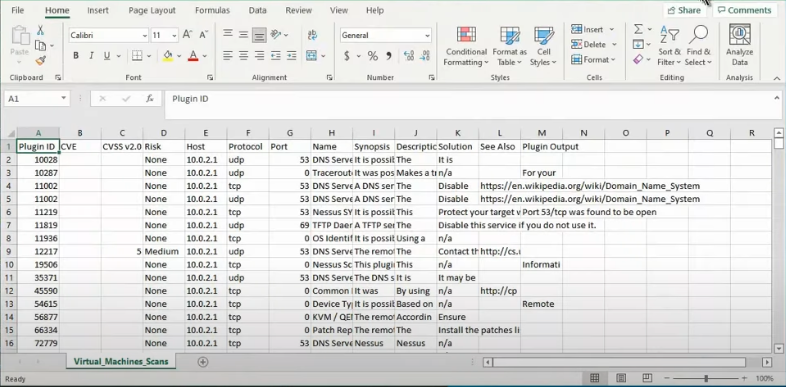 File Home Insert Page Layout Formulas Data Review View Help Share Comments
Calibri 11 General Insert
Paste Conditional Formatting Format as Table Cell Styles Delete Format Sort & Filter Find & Select Analyze Data
Clipboard Font Alignment Number Styles Cells Editing Analysis
A1 Plugin ID
A B C D E F G H I J K L M N O P Q R
1 Plugin ID CVE CVSS v2.0 Risk Host Protocol Port Name Synopsis Descriptic Solution See Also Plugin Output
2 10028 None 10.0.2.1 udp 53 DNS Serve It is possib The It is
3 10287 None 10.0.2.1 udp 0 Traceroute It was pos Makes a tr n/a For your
4 11002 None 10.0.2.1 tcp 53 DNS Serve A DNS ser The Disable https://en.wikipedia.org/wiki/Domain_Name_System
5 11002 None 10.0.2.1 udp 53 DNS Serve A DNS ser The Disable https://en.wikipedia.org/wiki/Domain_Name_System
6 11219 None 10.0.2.1 tcp 53 Nessus SY It is possib This Protect your target v Port 53/tcp was found to be open
7 11819 None 10.0.2.1 udp 69 TFTP Daer A TFTP ser The Disable this service if you do not use it.
8 11936 None 10.0.2.1 tcp 0 OS Identif It is possib Using a n/a
9 12217 5 Medium 10.0.2.1 udp 53 DNS Serve The remot The Contact th http://cs.
10 19506 None 10.0.2.1 tcp 0 Nessus Sc This plugi This n/a Informati
11 35371 None 10.0.2.1 udp 53 DNS Serve The DNS s It is It may be
12 45590 None 10.0.2.1 tcp 0 Common I It was By using n/a http://cp
13 54615 None 10.0.2.1 tcp 0 Device Typ It is possib Based on n/a Remote
14 56877 None 10.0.2.1 tcp 0 KVM / QE The remot Accordin Ensure
15 66334 None 10.0.2.1 tcp 0 Patch Rep The remot The Install the patches li
16 72779 None 10.0.2.1 tcp 53 DNS Serve Nessus Nessus n/a
Virtual_Machines_Scans
Ready 100%